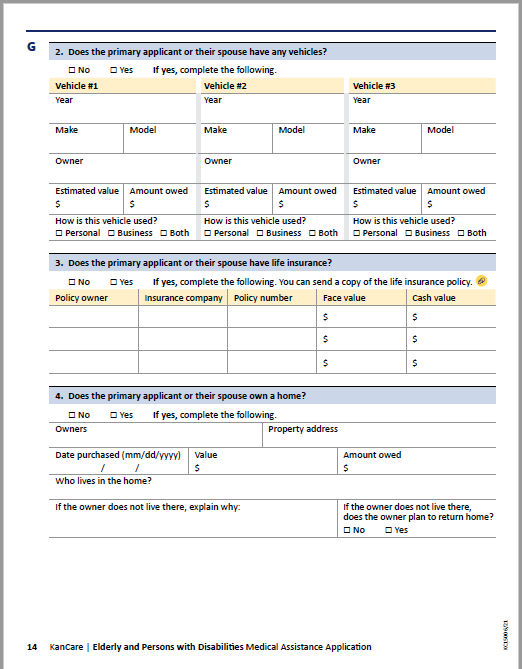 G
2. Does the primary applicant or their spouse have any vehicles?
☐ No ☐ Yes If yes, complete the following.
Vehicle #1 Vehicle #2 Vehicle #3
Year Year Year
Make Model Make Model Make Model
Owner Owner Owner
Estimated value Amount owed Estimated value Amount owed Estimated value Amount owed
$ $ $ $ $ $
How is this vehicle used? How is this vehicle used? How is this vehicle used?
☐ Personal ☐ Business ☐ Both ☐ Personal ☐ Business ☐ Both ☐ Personal ☐ Business ☐ Both
3. Does the primary applicant or their spouse have life insurance?
☐ No ☐ Yes If yes, complete the following. You can send a copy of the life insurance policy.
Policy owner Insurance company Policy number Face value Cash value
$ $
$ $
$ $
4. Does the primary applicant or their spouse own a home?
☐ No ☐ Yes If yes, complete the following.
Owners Property address
Date purchased (mm/dd/yyyy) Value Amount owed
/ / $ $
Who lives in the home?
If the owner does not live there, explain why: If the owner does not live there,
does the owner plan to return home?
☐ No ☐ Yes
14 KanCare | Elderly and Persons with Disabilities Medical Assistance Application